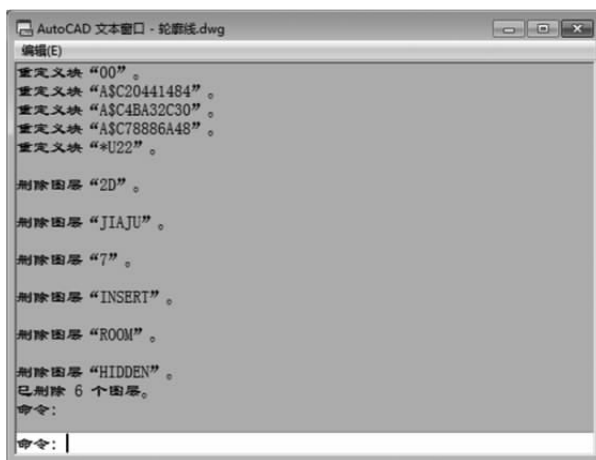 AutoCAD 文本窗口 - 轮廓线.dwg
编辑(E)
重定义块 “00” 。
重定义块 “A$C20441484” 。
重定义块 “A$C4BA32C30” 。
重定义块 “A$C78886A48” 。
重定义块 “*U22” 。
删除图层 “2D” 。
删除图层 “JIAJU” 。
删除图层 “7” 。
删除图层 “INSERT” 。
删除图层 “ROOM” 。
删除图层 “HIDDEN” 。
已删除 6 个图层。
命令:
命令: